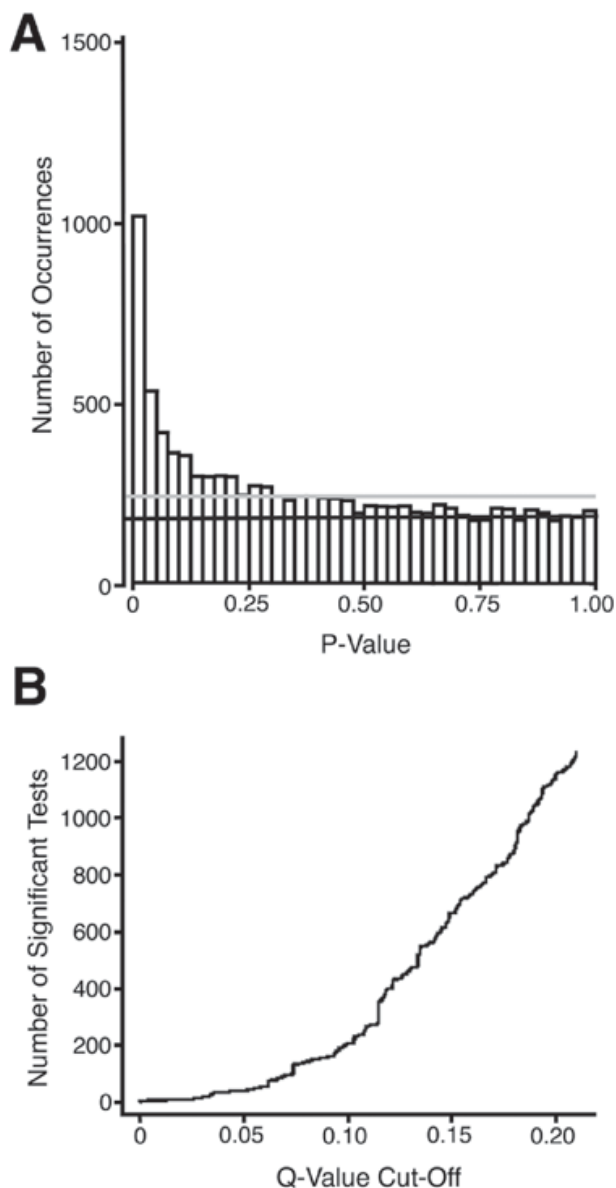 A
1500
1000
500
0
Number of Occurrences
0 0.25 0.50 0.75 1.00
P-Value
B
1200
1000
800
600
400
200
0
Number of Significant Tests
0 0.05 0.10 0.15 0.20
Q-Value Cut-Off